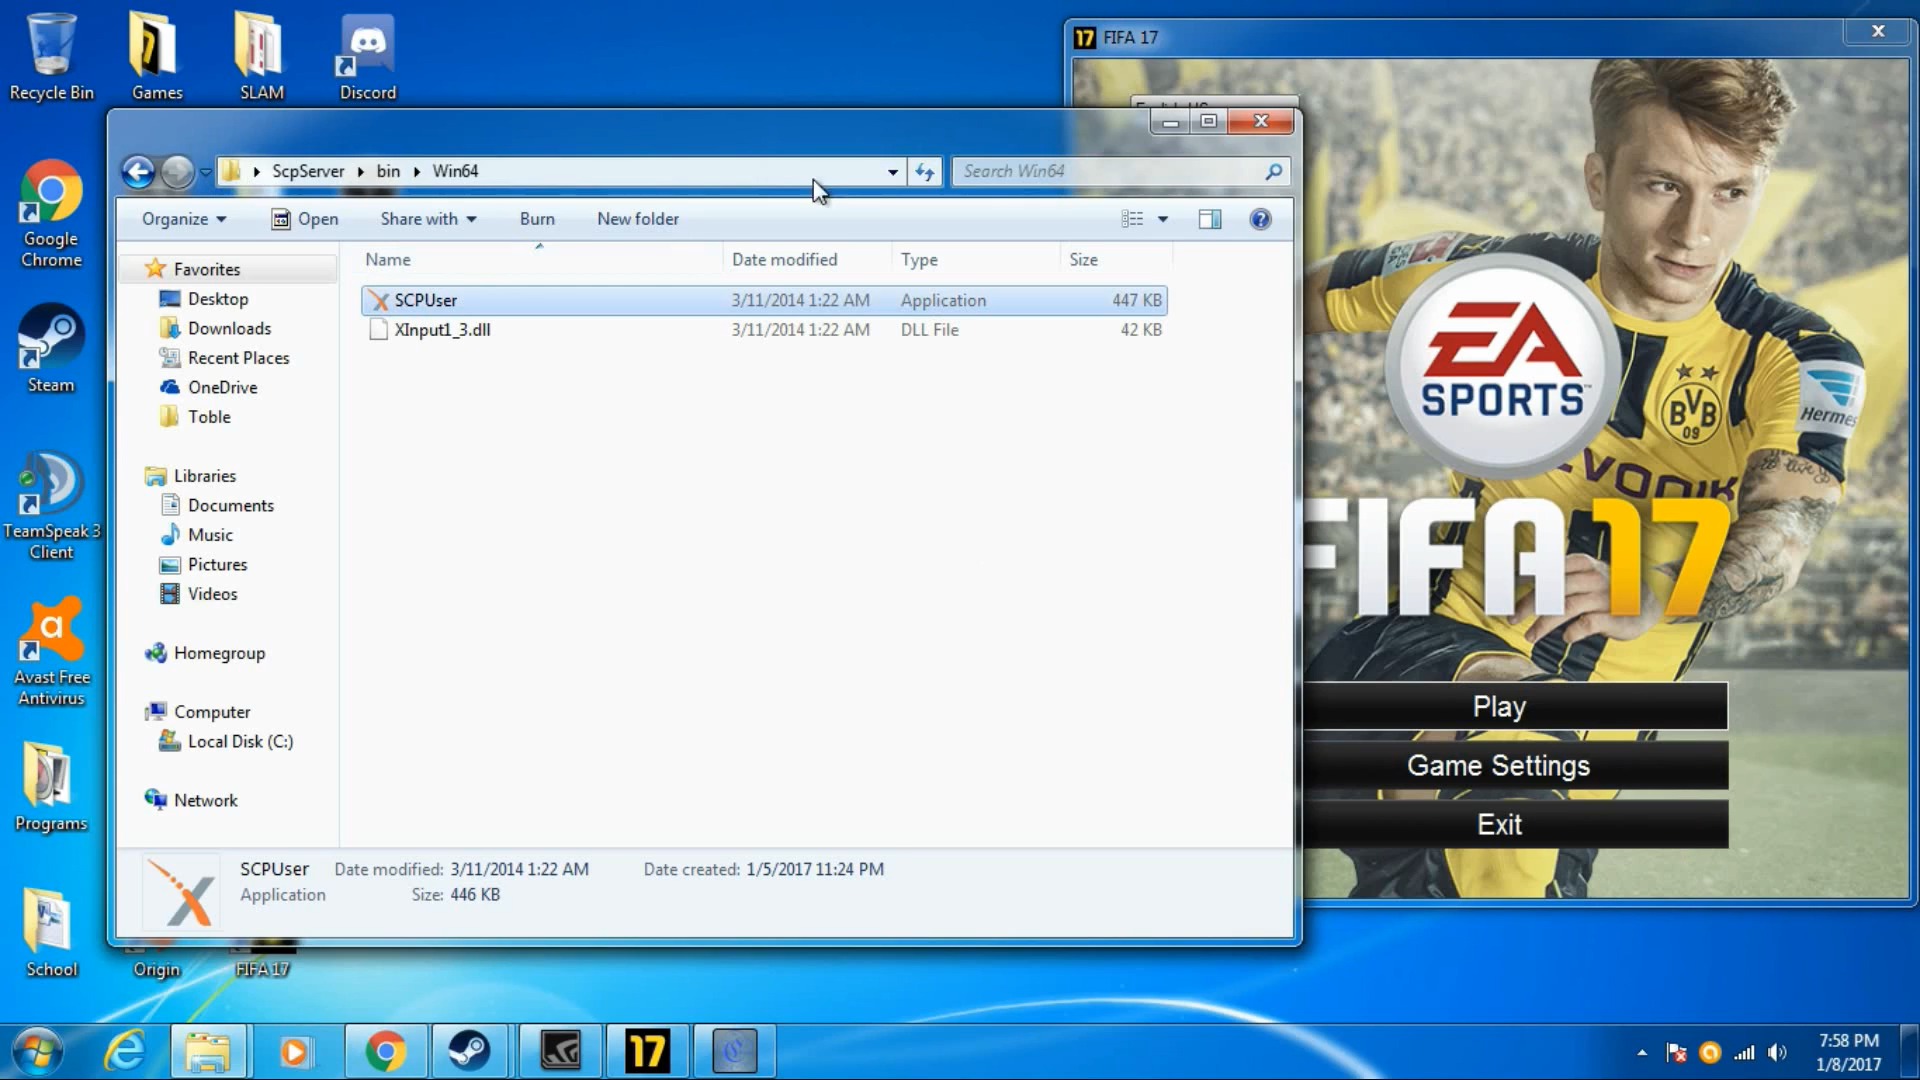 Recycle Bin
Games
SLAM
Discord
17 FIFA 17
ScpServer
bin
Win64
Search Win64
Organize
Open
Share with
Burn
New folder
Name
Date modified
Type
Size
Favorites
Desktop
Downloads
Recent Places
OneDrive
Toble
Libraries
Documents
Music
Pictures
Videos
Homegroup
Computer
Local Disk (C:)
Network
SCPUser 3/11/2014 1:22 AM Application 447 KB
XInput1_3.dll 3/11/2014 1:22 AM DLL File 42 KB
SCPUser Date modified: 3/11/2014 1:22 AM Date created: 1/5/2017 11:24 PM
Application Size: 446 KB
Google
Chrome
Steam
TeamSpeak 3
Client
Avast Free
Antivirus
Programs
School
Origin
FIFA 17
EA
SPORTS
BVB
09
Hermes
FIFA 17
Play
Game Settings
Exit
17
7:58 PM
1/8/2017